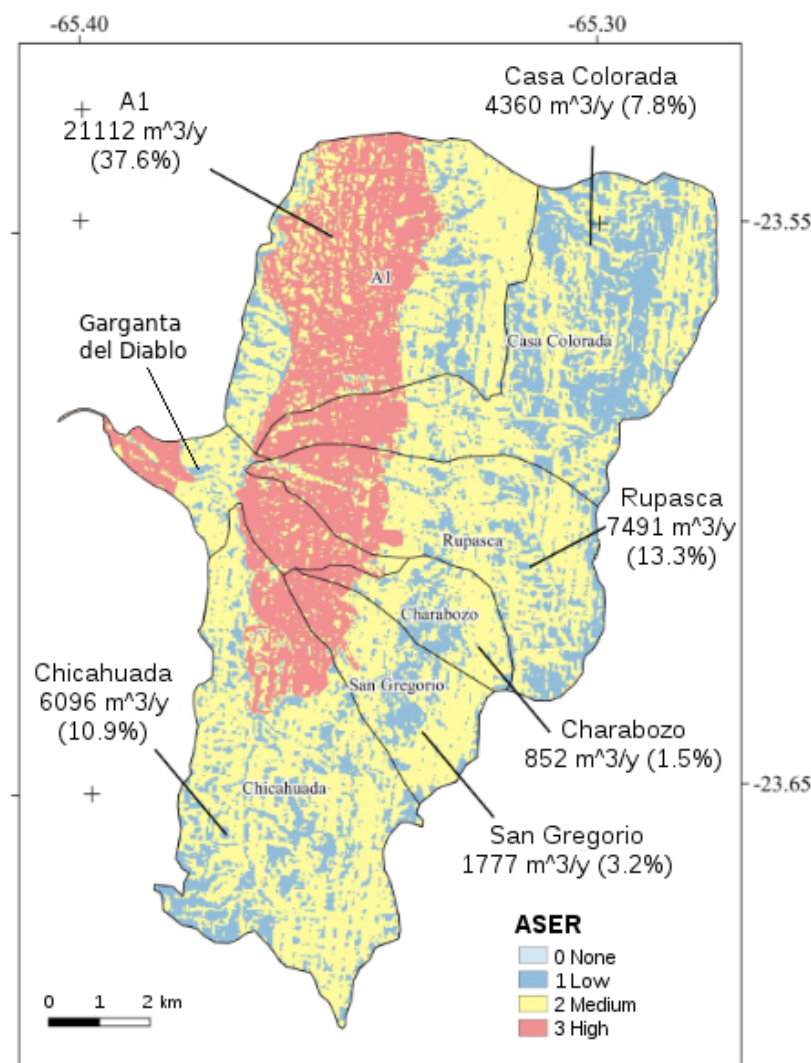 -65.40
-65.30
A1
21112 m^3/y
(37.6%)
Casa Colorada
4360 m^3/y (7.8%)
-23.55
A1
Garganta
del Diablo
Casa Colorada
Rupasca
7491 m^3/y
(13.3%)
Rupasca
Charabozo
Chicahuada
6096 m^3/y
(10.9%)
San Gregorio
Charabozo
852 m^3/y (1.5%)
-23.65
Chicahuada
San Gregorio
1777 m^3/y (3.2%)
ASER
0 None
1 Low
2 Medium
3 High
0 1 2 km